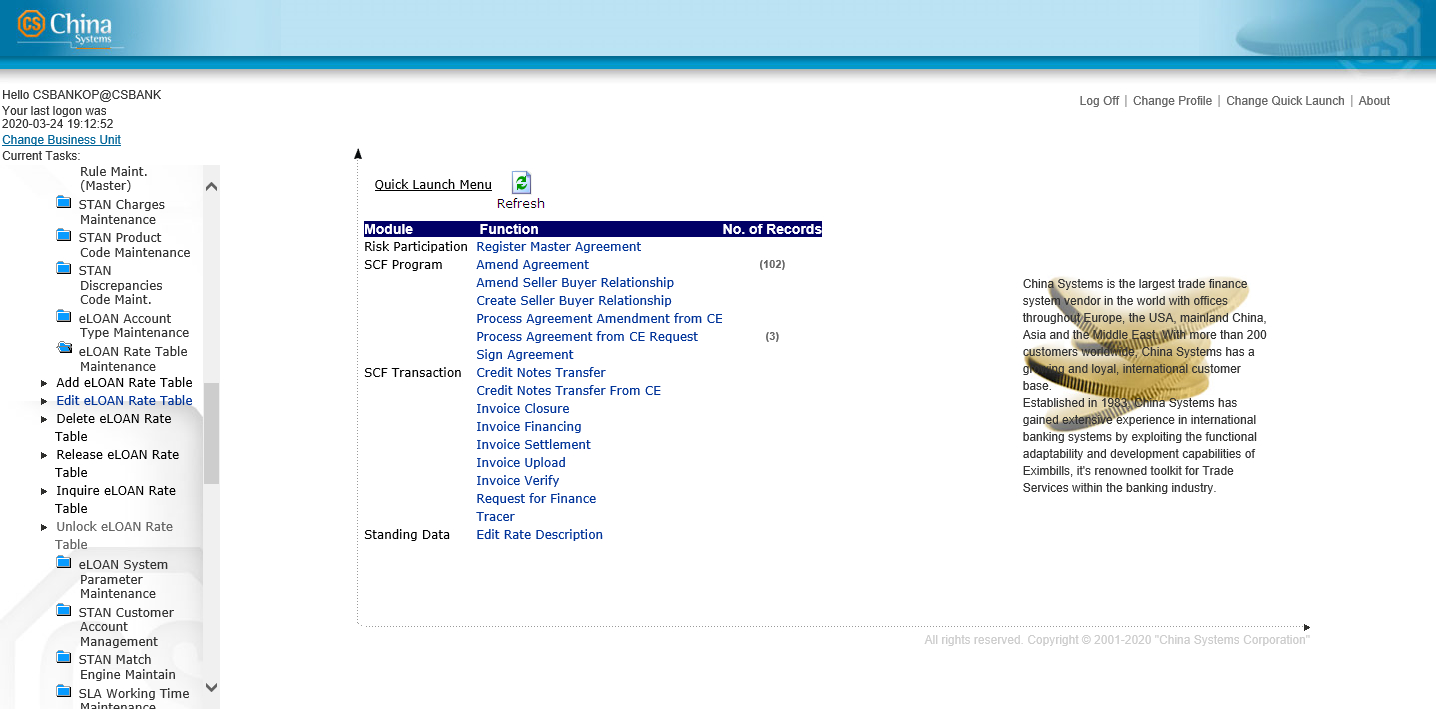 CS China
Systems
CS
Hello CSBANKOP@CSBANK
Your last logon was
2020-03-24 19:12:52
Change Business Unit
Current Tasks:
Rule Maint.
(Master)
STAN Charges
Maintenance
STAN Product
Code Maintenance
STAN
Discrepancies
Code Maint.
eLOAN Account
Type Maintenance
eLOAN Rate Table
Maintenance
Add eLOAN Rate Table
Edit eLOAN Rate Table
Delete eLOAN Rate
Table
Release eLOAN Rate
Table
Inquire eLOAN Rate
Table
Unlock eLOAN Rate
Table
eLOAN System
Parameter
Maintenance
STAN Customer
Account
Management
STAN Match
Engine Maintain
SLA Working Time
Maintenance
Log Off | Change Profile | Change Quick Launch | About
Quick Launch Menu
Refresh
Module Function No. of Records
Risk Participation Register Master Agreement
SCF Program Amend Agreement (102)
Amend Seller Buyer Relationship
Create Seller Buyer Relationship
Process Agreement Amendment from CE
Process Agreement from CE Request (3)
Sign Agreement
SCF Transaction Credit Notes Transfer
Credit Notes Transfer From CE
Invoice Closure
Invoice Financing
Invoice Settlement
Invoice Upload
Invoice Verify
Request for Finance
Tracer
Standing Data Edit Rate Description
China Systems is the largest trade finance
system vendor in the world with offices
throughout Europe, the USA, mainland China,
Asia and the Middle East. With more than 200
customers worldwide, China Systems has a
growing and loyal, international customer
base.
Established in 1983, China Systems has
gained extensive experience in international
banking systems by exploiting the functional
adaptability and development capabilities of
Eximbills, it's renowned toolkit for Trade
Services within the banking industry.
All rights reserved. Copyright © 2001-2020 "China Systems Corporation"